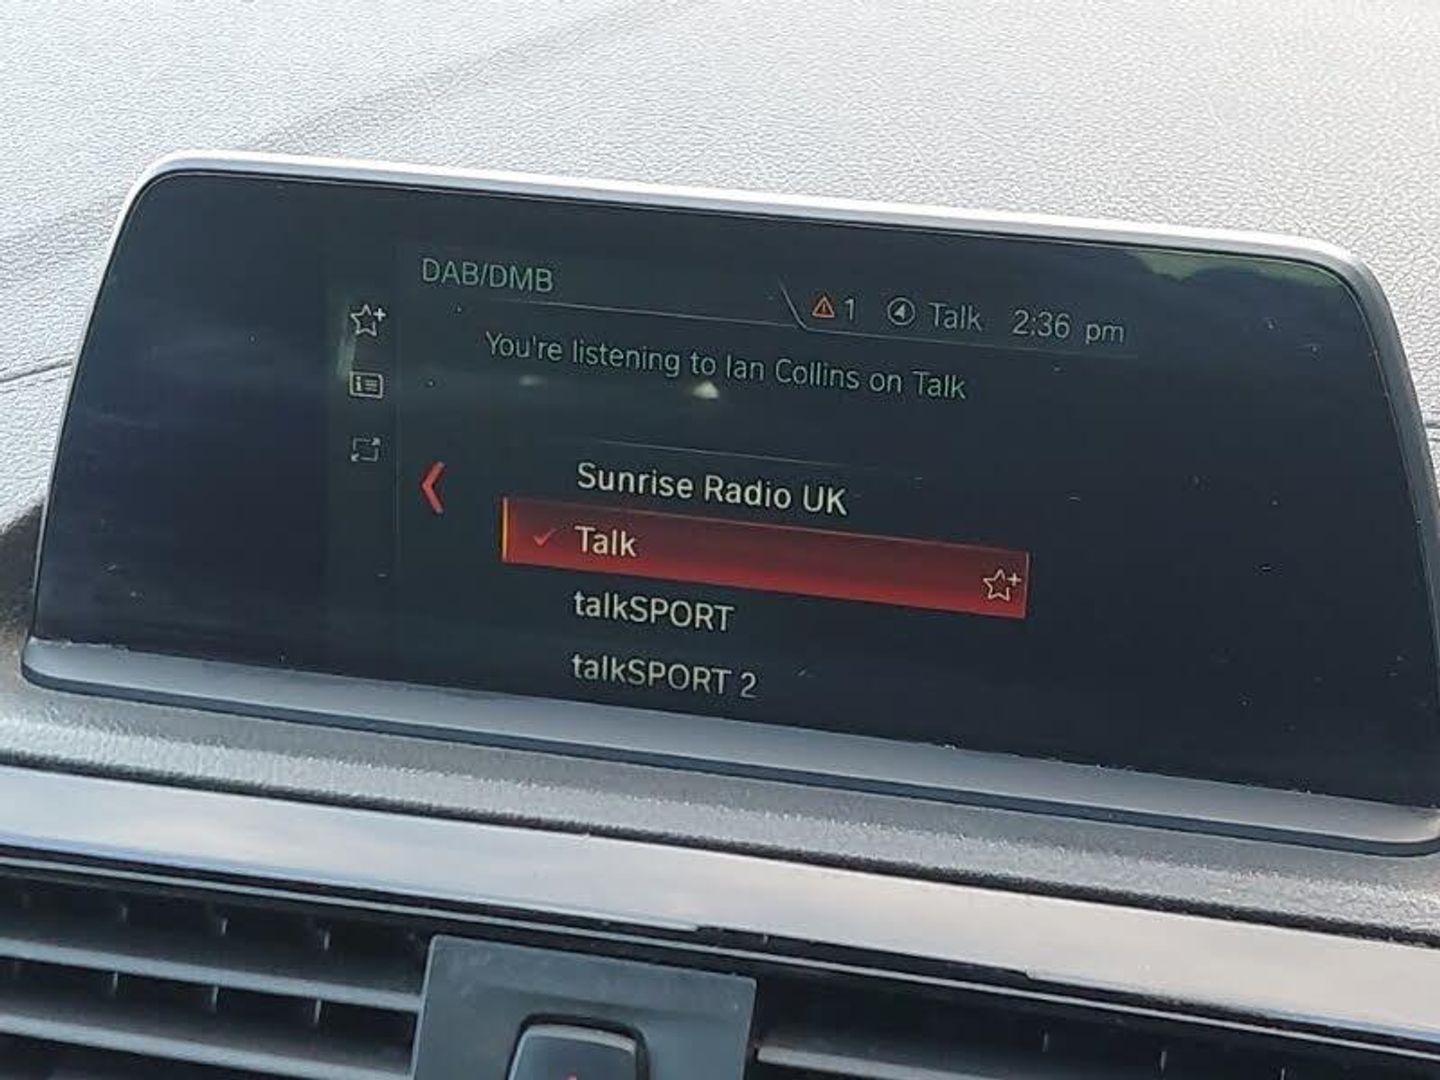 DAB/DMB
1 Talk 2:36 pm
You're listening to Ian Collins on Talk
Sunrise Radio UK
Talk
talkSPORT
talkSPORT 2